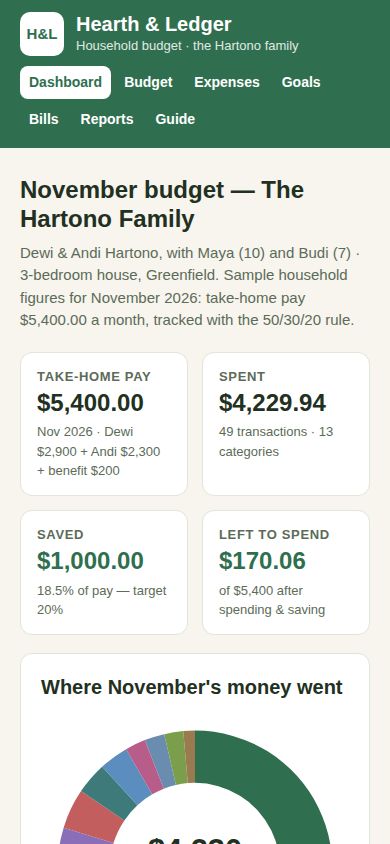 H&L
Hearth & Ledger
Household budget · the Hartono family
Dashboard Budget Expenses Goals
Bills Reports Guide
November budget — The
Hartono Family
Dewi & Andi Hartono, with Maya (10) and Budi (7) ·
3-bedroom house, Greenfield. Sample household
figures for November 2026: take-home pay
$5,400.00 a month, tracked with the 50/30/20 rule.
TAKE-HOME PAY
$5,400.00
Nov 2026 · Dewi
$2,900 + Andi $2,300
+ benefit $200
SPENT
$4,229.94
49 transactions · 13
categories
SAVED
$1,000.00
18.5% of pay — target
20%
LEFT TO SPEND
$170.06
of $5,400 after
spending & saving
Where November's money went